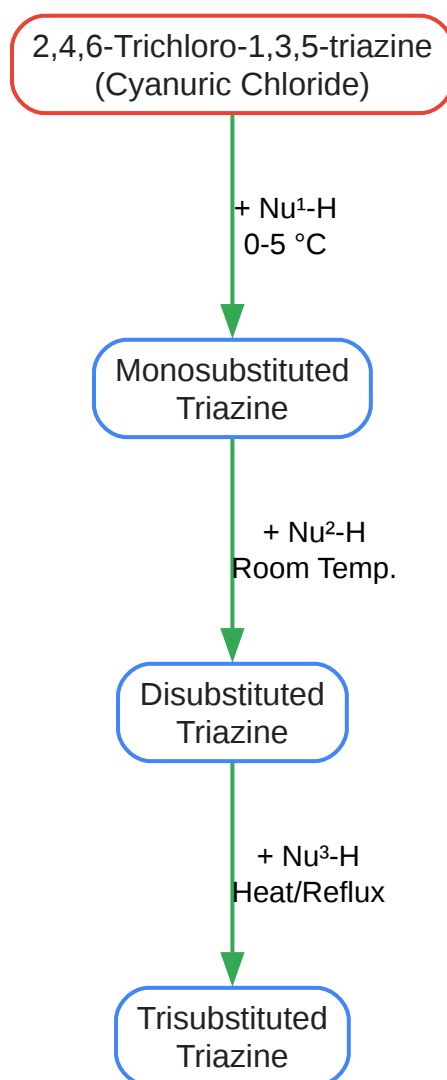 2,4,6-Trichloro-1,3,5-triazine
(Cyanuric Chloride)
+ Nu¹-H
0-5 °C
Monosubstituted
Triazine
+ Nu²-H
Room Temp.
Disubstituted
Triazine
+ Nu³-H
Heat/Reflux
Trisubstituted
Triazine